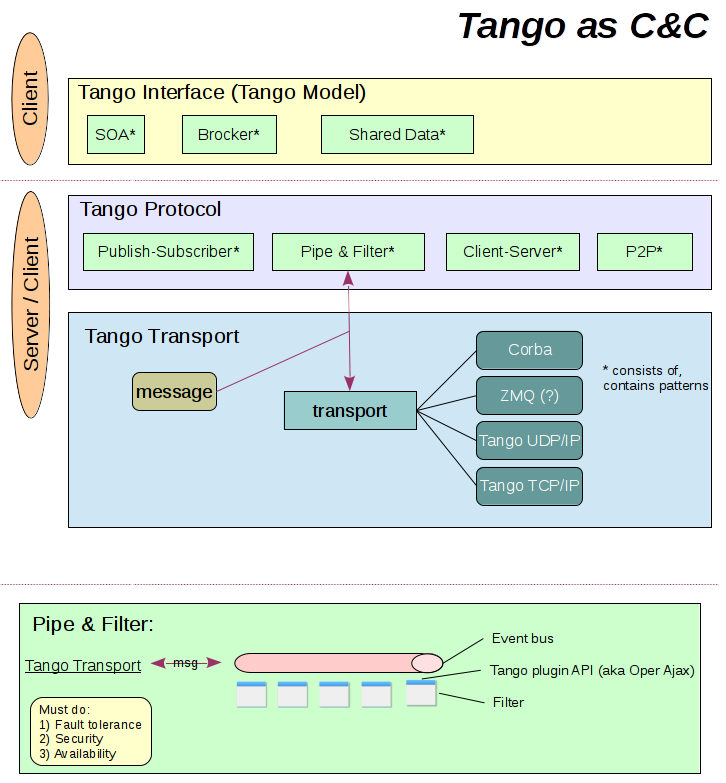 Tango as C&C
Client
Tango Interface (Tango Model)
SOA*
Brocker*
Shared Data*
Server / Client
Tango Protocol
Publish-Subscriber*
Pipe & Filter*
Client-Server*
P2P*
Tango Transport
message
transport
Corba
ZMQ (?)
Tango UDP/IP
Tango TCP/IP
* consists of,
contains patterns
Pipe & Filter:
Tango Transport
msg
Event bus
Tango plugin API (aka Oper Ajax)
Filter
Must do:
1) Fault tolerance
2) Security
3) Availability